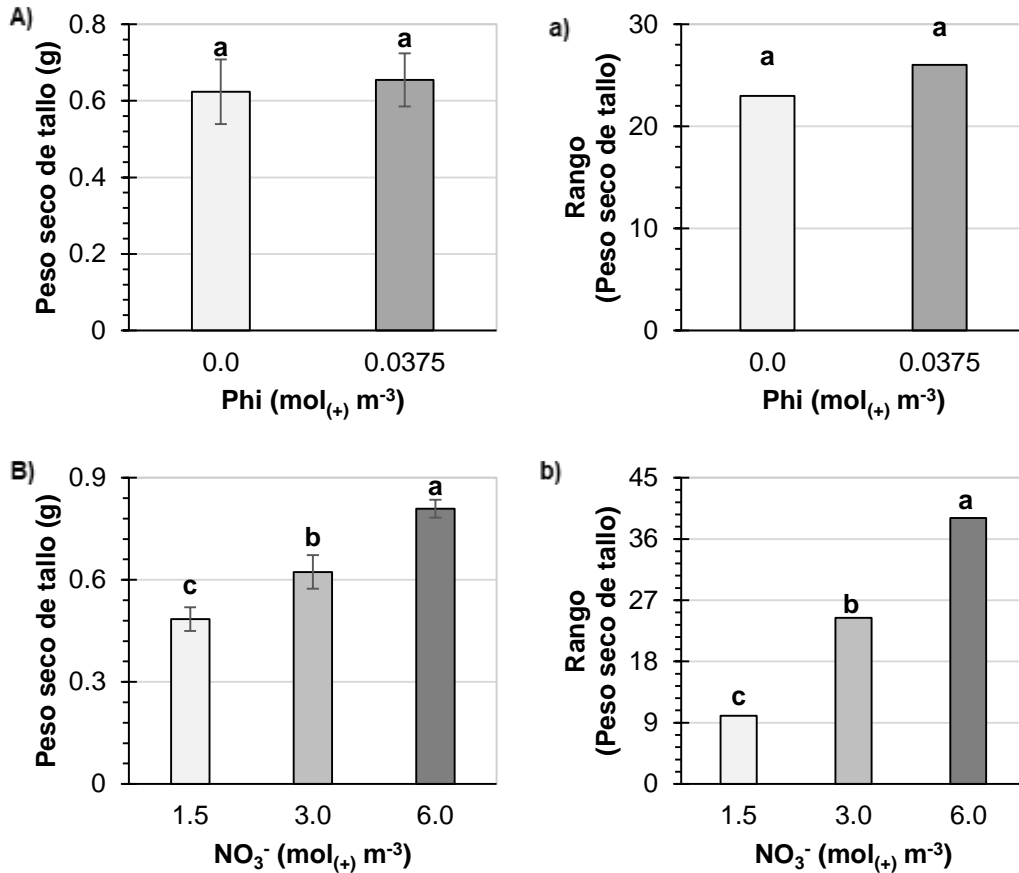 A)
Peso seco de tallo (g)
0.8
0.6
0.4
0.2
0
a
a
0.0
0.0375
Phi (mol(+) m-3)
a)
Rango
(Peso seco de tallo)
30
20
10
0
a
a
0.0
0.0375
Phi (mol(+) m-3)
B)
Peso seco de tallo (g)
0.9
0.6
0.3
0
c
b
a
1.5
3.0
6.0
NO3- (mol(+) m-3)
b)
Rango
(Peso seco de tallo)
45
36
27
18
9
0
c
b
a
1.5
3.0
6.0
NO3- (mol(+) m-3)